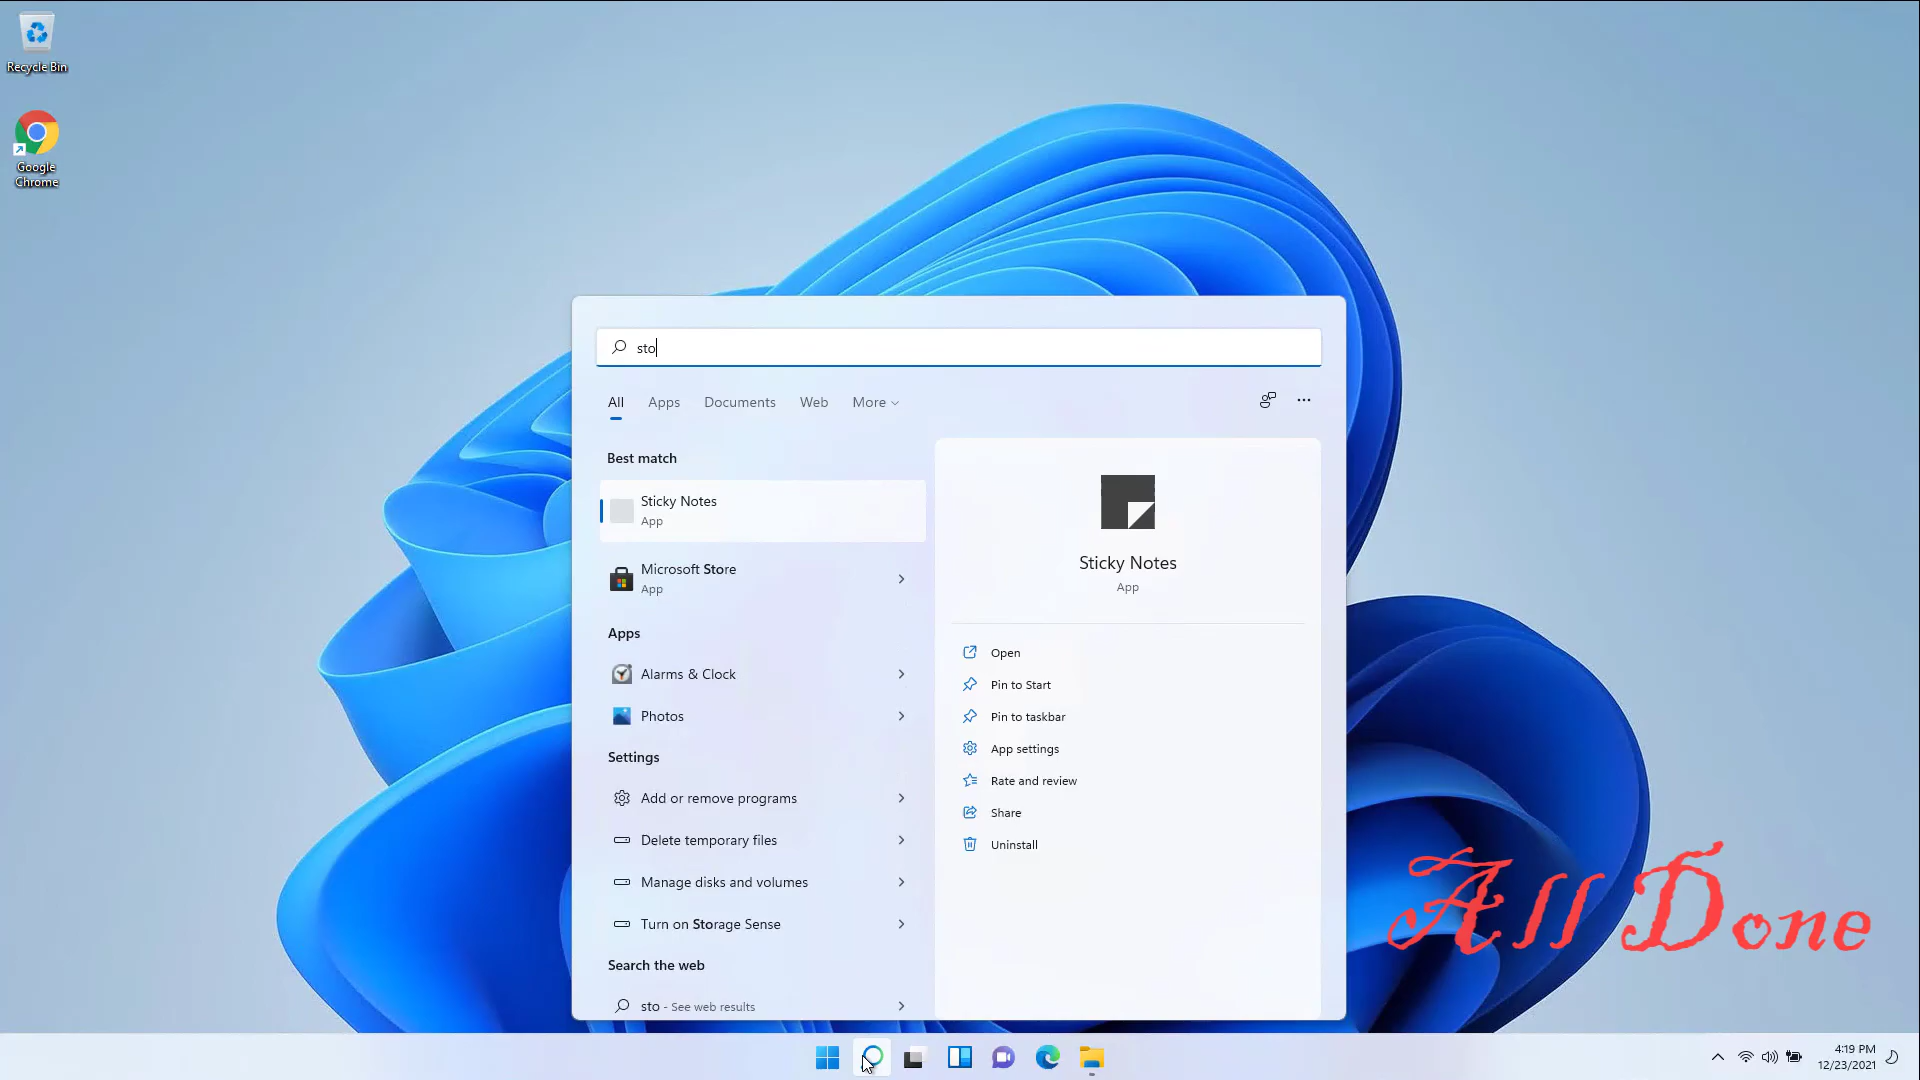 Recycle Bin
Google
Chrome
sto
All Apps Documents Web More
Best match
Sticky Notes
App
Microsoft Store
App
Apps
Alarms & Clock
Photos
Settings
Add or remove programs
Delete temporary files
Manage disks and volumes
Turn on Storage Sense
Search the web
sto - See web results
Sticky Notes
App
Open
Pin to Start
Pin to taskbar
App settings
Rate and review
Share
Uninstall
All Done
4:19 PM
12/23/2021